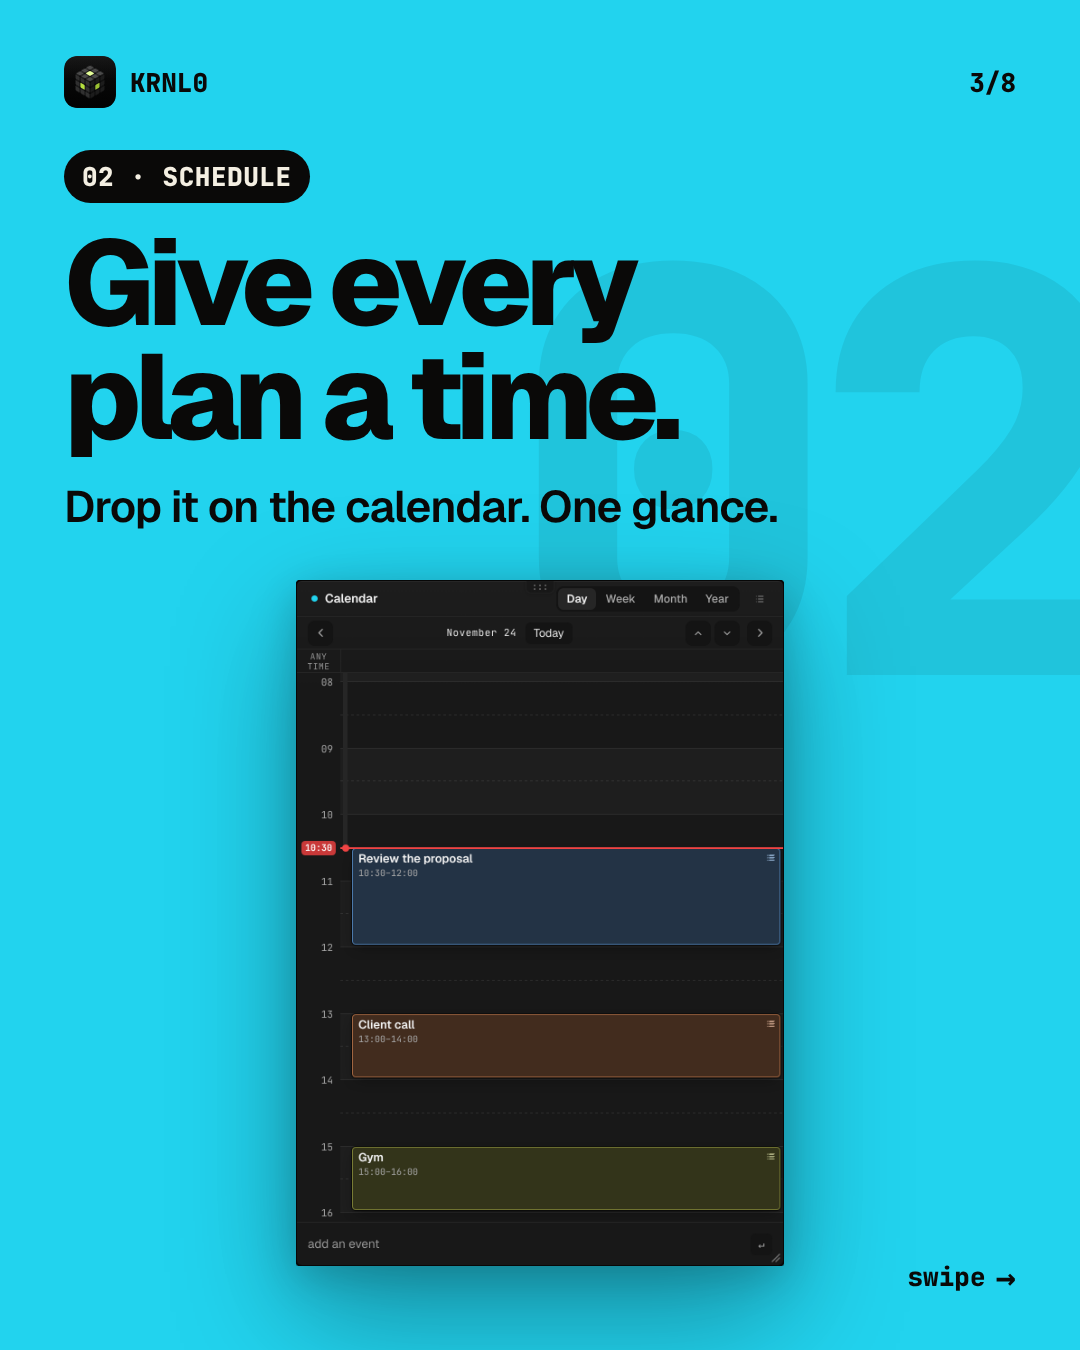 KRNL0
3/8
02 · SCHEDULE
Give every
plan a time.
Drop it on the calendar. One glance.
02
Calendar
Day Week Month Year
November 24 Today
ANY
TIME
08
09
10
10:30
Review the proposal
10:30–12:00
11
12
13
Client call
13:00–14:00
14
15
Gym
15:00–16:00
16
add an event
swipe →